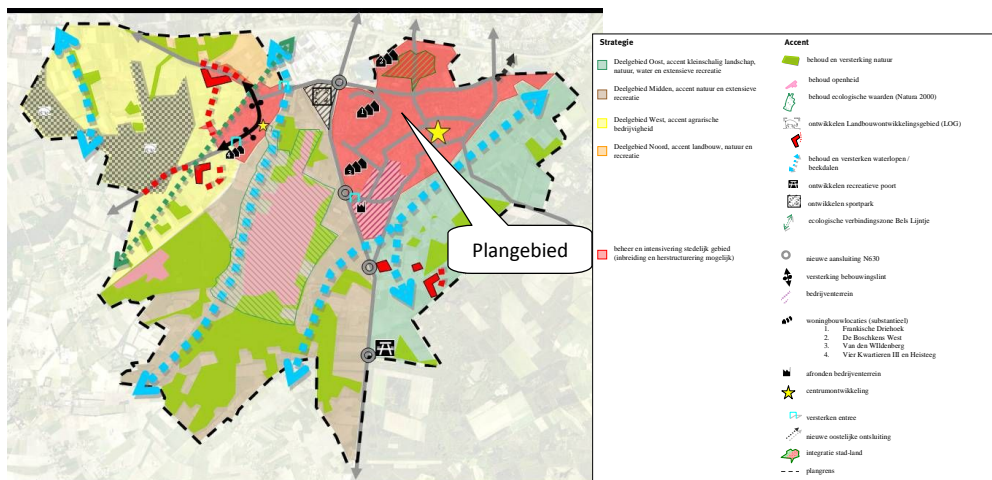 Plangebied
Strategie
Deelgebied Oost, accent kleinschalig landschap,
natuur, water en extensieve recreatie
Deelgebied Midden, accent natuur en extensieve
recreatie
Deelgebied West, accent agrarische
bedrijvigheid
Deelgebied Noord, accent landbouw, natuur en
recreatie
beheer en intensivering stedelijk gebied
(inbreiding en herstructurering mogelijk)
Accent
behoud en versterking natuur
behoud openheid
behoud ecologische waarden (Natura 2000)
ontwikkelen Landbouwontwikkelingsgebied (LOG)
behoud en versterken waterlopen /
beekdalen
ontwikkelen recreatieve poort
ontwikkelen sportpark
ecologische verbindingszone Bels Lijntje
nieuwe aansluiting N630
versterking bebouwingslint
bedrijventerrein
woningbouwlocaties (substantieel)
1. Frankische Driehoek
2. De Boschkens West
3. Van den WIldenberg
4. Vier Kwartieren III en Heisteeg
afronden bedrijventerrein
centrumontwikkeling
versterken entree
nieuwe oostelijke ontsluiting
integratie stad-land
plangrens